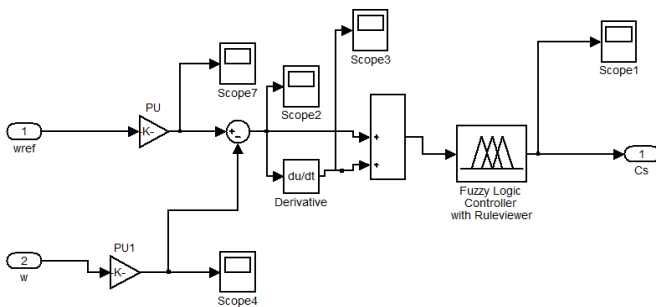 Scope3
Scope1
Scope7
Scope2
PU
1
-K-
+
-
wref
+
+
du/dt
Derivative
Fuzzy Logic
Controller
with Ruleviewer
1
Cs
PU1
2
-K-
w
Scope4